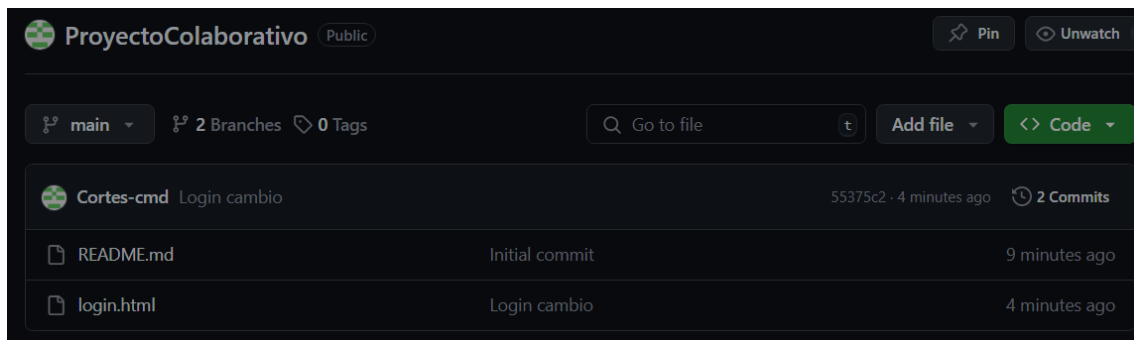 ProyectoColaborativo Public Pin Unwatch
main 2 Branches 0 Tags Go to file t Add file Code
Cortes-cmd Login cambio 55375c2 · 4 minutes ago 2 Commits
README.md Initial commit 9 minutes ago
login.html Login cambio 4 minutes ago